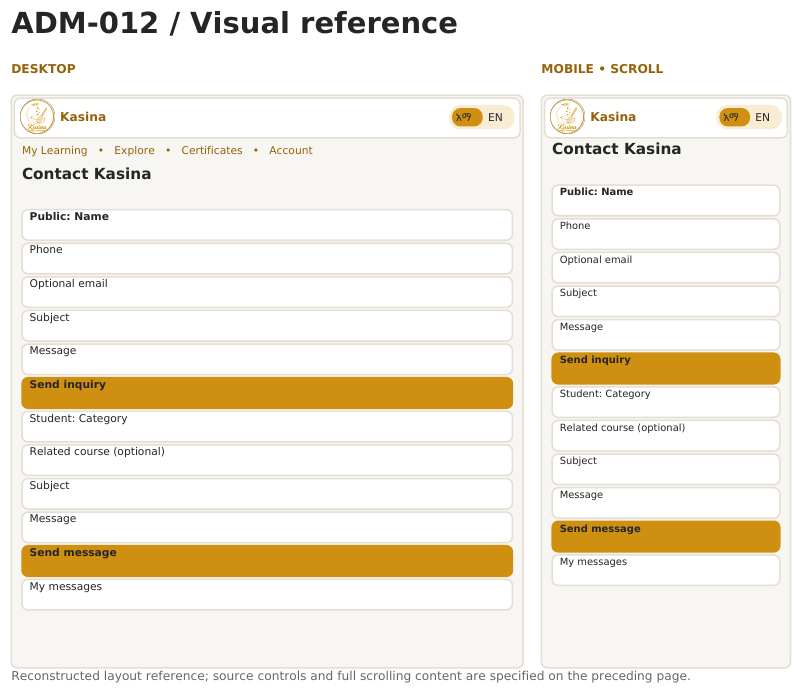 ADM-012 / Visual reference
DESKTOP
Kasina
Kasina
አማ EN
My Learning • Explore • Certificates • Account
Contact Kasina
Public: Name
Phone
Optional email
Subject
Message
Send inquiry
Student: Category
Related course (optional)
Subject
Message
Send message
My messages
MOBILE • SCROLL
Kasina
Kasina
አማ EN
Contact Kasina
Public: Name
Phone
Optional email
Subject
Message
Send inquiry
Student: Category
Related course (optional)
Subject
Message
Send message
My messages
Reconstructed layout reference; source controls and full scrolling content are specified on the preceding page.